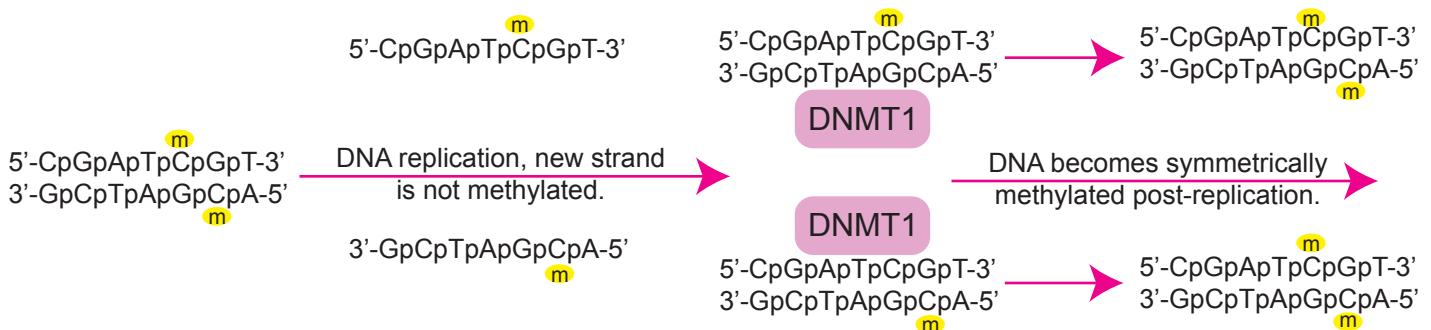 m
5’-CpGpApTpCpGpT-3’
3’-GpCpTpApGpCpA-5’
m
m
5’-CpGpApTpCpGpT-3’
DNA replication, new strand
is not methylated.
3’-GpCpTpApGpCpA-5’
m
m
5’-CpGpApTpCpGpT-3’
3’-GpCpTpApGpCpA-5’
DNMT1
DNMT1
5’-CpGpApTpCpGpT-3’
3’-GpCpTpApGpCpA-5’
m
DNA becomes symmetrically
methylated post-replication.
m
5’-CpGpApTpCpGpT-3’
3’-GpCpTpApGpCpA-5’
m
m
5’-CpGpApTpCpGpT-3’
3’-GpCpTpApGpCpA-5’
m